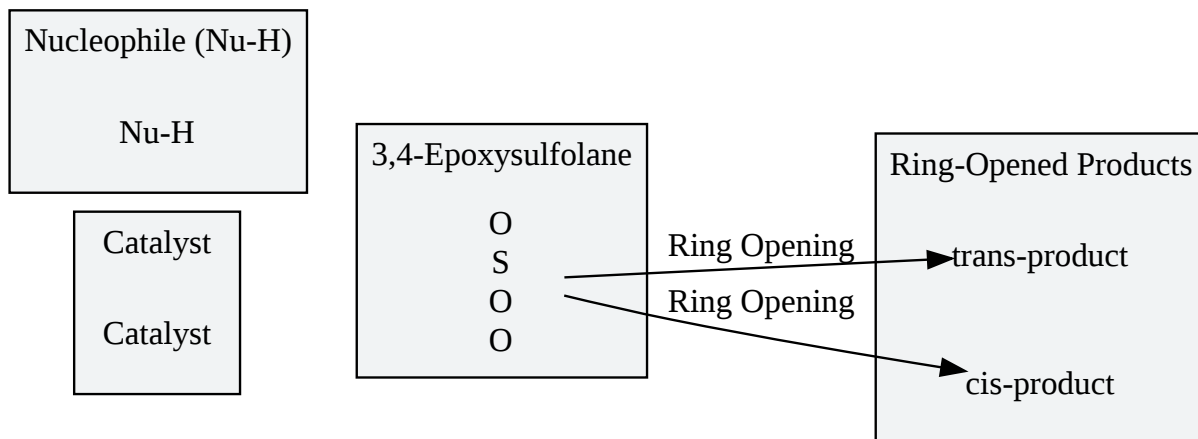 Nucleophile (Nu-H)
Nu-H
Catalyst
Catalyst
3,4-Epoxysulfolane
O
S
O
O
Ring Opening
Ring Opening
Ring-Opened Products
trans-product
cis-product